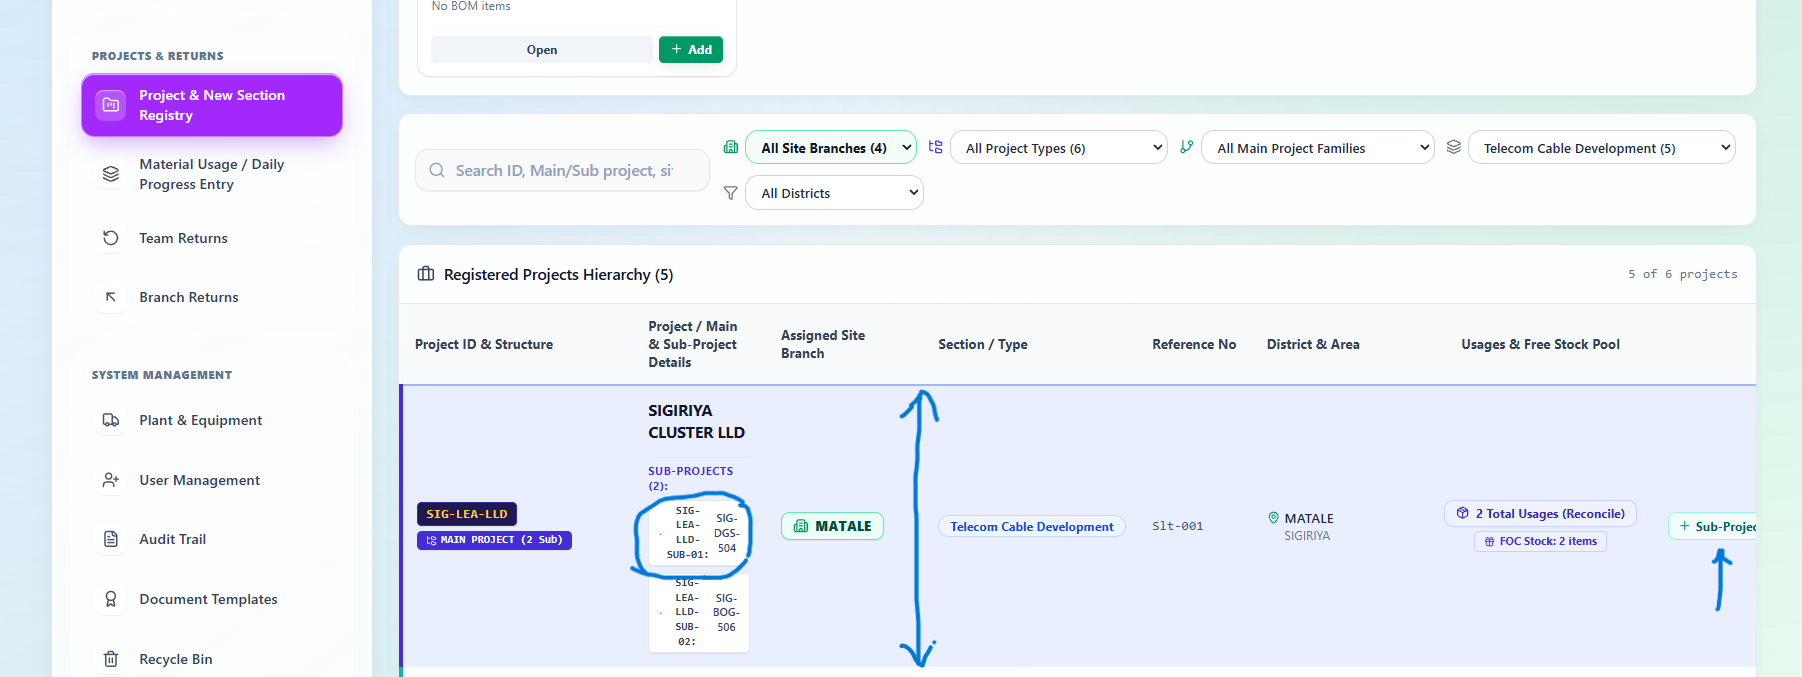 No BOM items
Open
+ Add
PROJECTS & RETURNS
Project & New Section
Registry
Material Usage / Daily
Progress Entry
Team Returns
Branch Returns
SYSTEM MANAGEMENT
Plant & Equipment
User Management
Audit Trail
Document Templates
Recycle Bin
Search ID, Main/Sub project, si
All Site Branches (4)
All Project Types (6)
All Main Project Families
Telecom Cable Development (5)
All Districts
Registered Projects Hierarchy (5)
5 of 6 projects
Project ID & Structure
Project / Main
& Sub-Project
Details
Assigned Site
Branch
Section / Type
Reference No
District & Area
Usages & Free Stock Pool
SIG-LEA-LLD
MAIN PROJECT (2 Sub)
SIGIRIYA
CLUSTER LLD
SUB-PROJECTS
(2):
SIG-
LEA-
LLD-
SUB-01:
SIG-
DGS-
504
SIG-
LEA-
LLD-
SUB-
02:
SIG-
BOG-
506
MATALE
Telecom Cable Development
Slt-001
MATALE
SIGIRIYA
2 Total Usages (Reconcile)
FOC Stock: 2 items
+ Sub-Projec